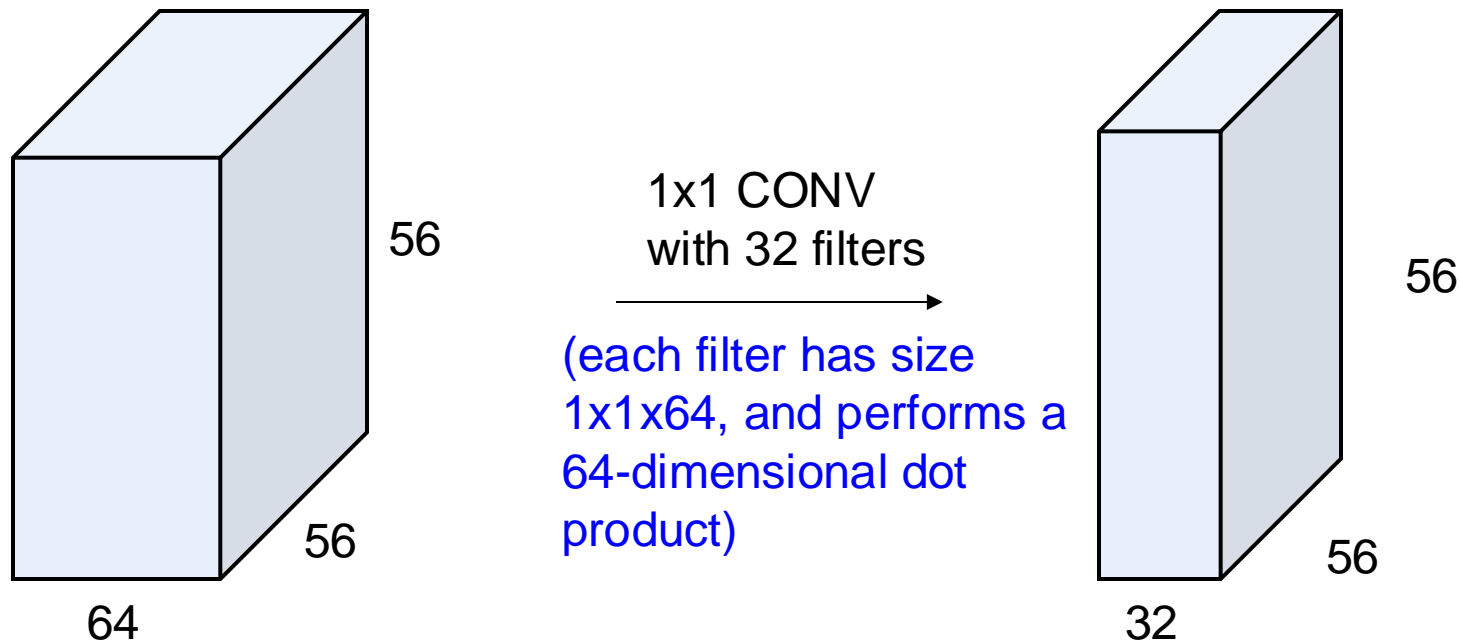 56
56
64
1x1 CONV
with 32 filters
(each filter has size
1x1x64, and performs a
64-dimensional dot
product)
56
56
32